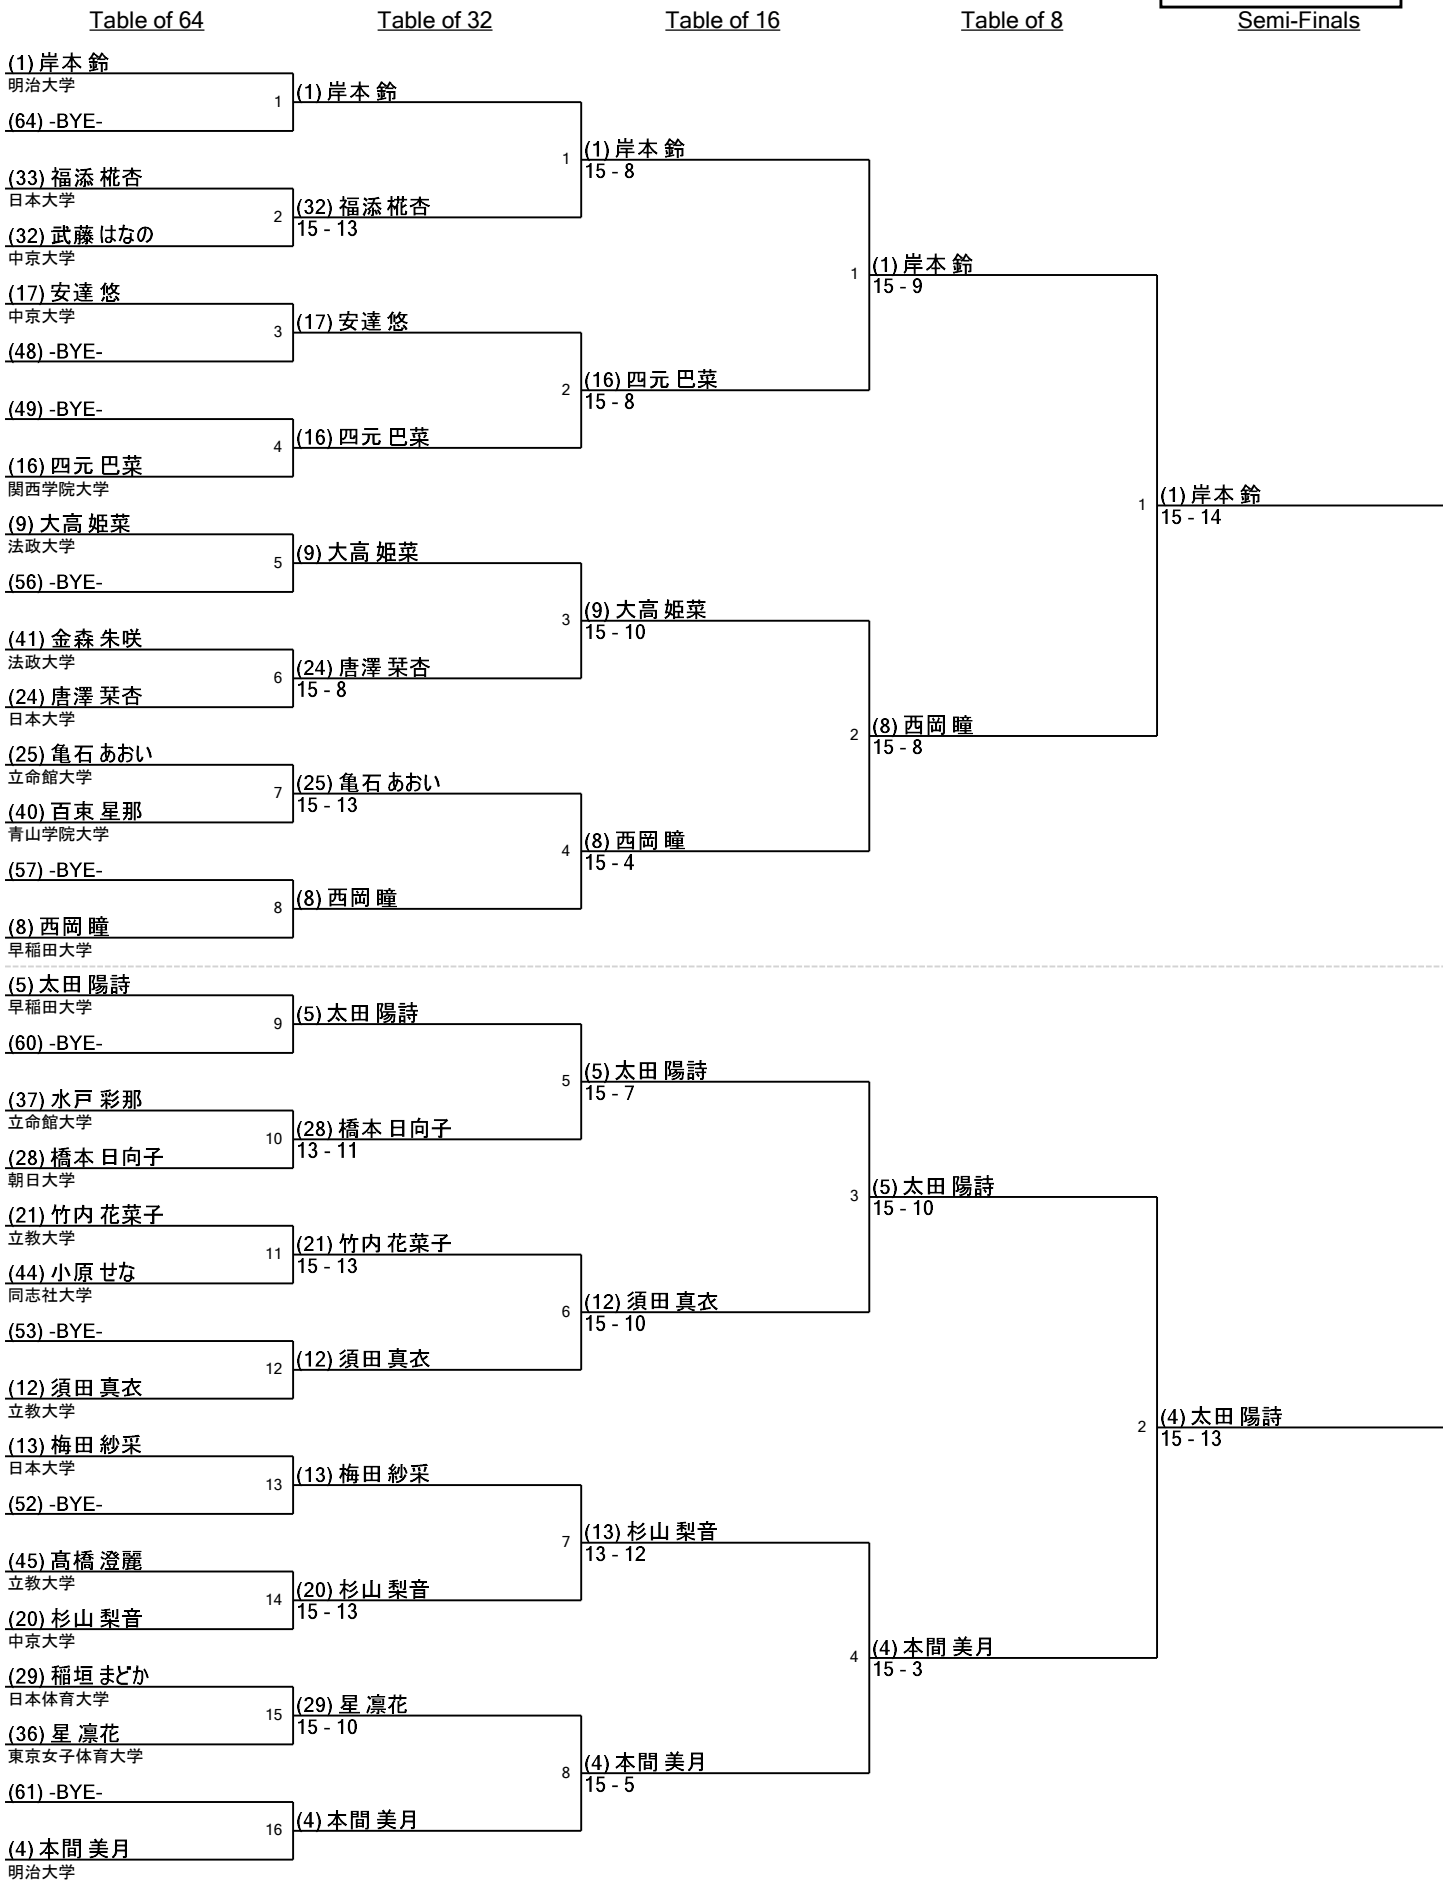 Table of 64
Table of 32
Table of 16
Table of 8
Semi-Finals
(1) 岸本 鈴
明治大学
(64) -BYE-
(33) 福添 椛杏
日本大学
(32) 武藤 はなの
中京大学
(17) 安達 悠
中京大学
(48) -BYE-
(49) -BYE-
(16) 四元 巴菜
関西学院大学
(9) 大高 姫菜
法政大学
(56) -BYE-
(41) 金森 朱咲
法政大学
(24) 唐澤 栞杏
日本大学
(25) 亀石 あおい
立命館大学
(40) 百束 星那
青山学院大学
(57) -BYE-
(8) 西岡 瞳
早稲田大学
(5) 太田 陽詩
早稲田大学
(60) -BYE-
(37) 水戸 彩那
立命館大学
(28) 橋本 日向子
朝日大学
(21) 竹内 花菜子
立教大学
(44) 小原 せな
同志社大学
(53) -BYE-
(12) 須田 真衣
立教大学
(13) 梅田 紗采
日本大学
(52) -BYE-
(45) 髙橋 澄麗
立教大学
(20) 杉山 梨音
中京大学
(29) 稲垣 まどか
日本体育大学
(36) 星 凛花
東京女子体育大学
(61) -BYE-
(4) 本間 美月
明治大学
1
(1) 岸本 鈴
2
(32) 福添 椛杏
15 - 13
3
(17) 安達 悠
4
(16) 四元 巴菜
5
(9) 大高 姫菜
6
(24) 唐澤 栞杏
15 - 8
7
(25) 亀石 あおい
15 - 13
8
(8) 西岡 瞳
9
(5) 太田 陽詩
10
(28) 橋本 日向子
13 - 11
11
(21) 竹内 花菜子
15 - 13
12
(12) 須田 真衣
13
(13) 梅田 紗采
14
(20) 杉山 梨音
15 - 13
15
(29) 星 凛花
15 - 10
16
(4) 本間 美月
1
(1) 岸本 鈴
15 - 8
2
(16) 四元 巴菜
15 - 8
3
(9) 大高 姫菜
15 - 10
4
(8) 西岡 瞳
15 - 4
5
(5) 太田 陽詩
15 - 7
6
(12) 須田 真衣
15 - 10
7
(13) 杉山 梨音
13 - 12
8
(4) 本間 美月
15 - 5
1
(1) 岸本 鈴
15 - 9
2
(8) 西岡 瞳
15 - 8
3
(5) 太田 陽詩
15 - 10
4
(4) 本間 美月
15 - 3
1
(1) 岸本 鈴
15 - 14
2
(4) 太田 陽詩
15 - 13